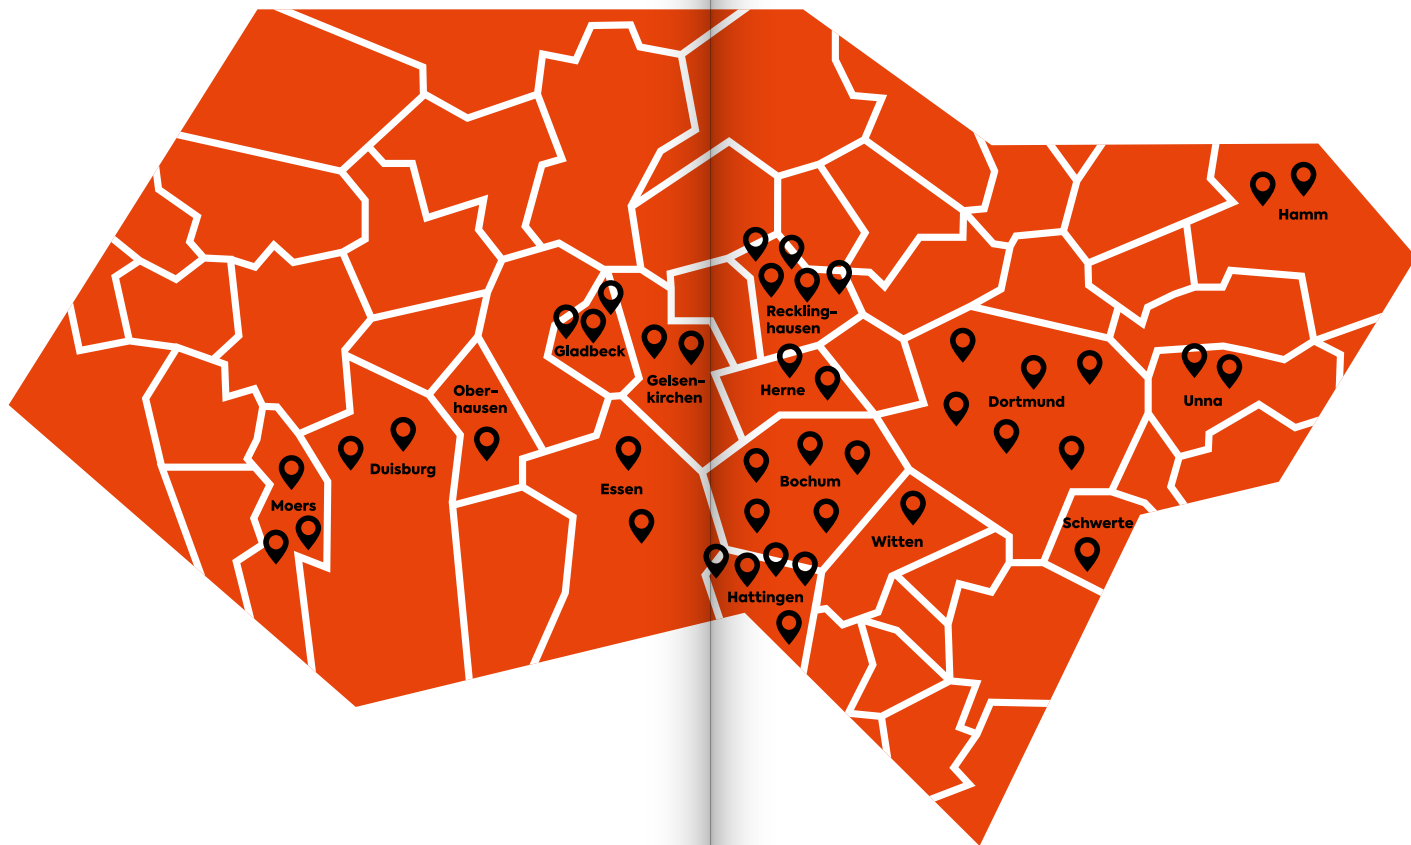 Hamm
Reckling-
hausen
Gladbeck
Gelsen-
kirchen
Herne
Ober-
hausen
Dortmund
Unna
Duisburg
Essen
Bochum
Moers
Witten
Schwerte
Hattingen